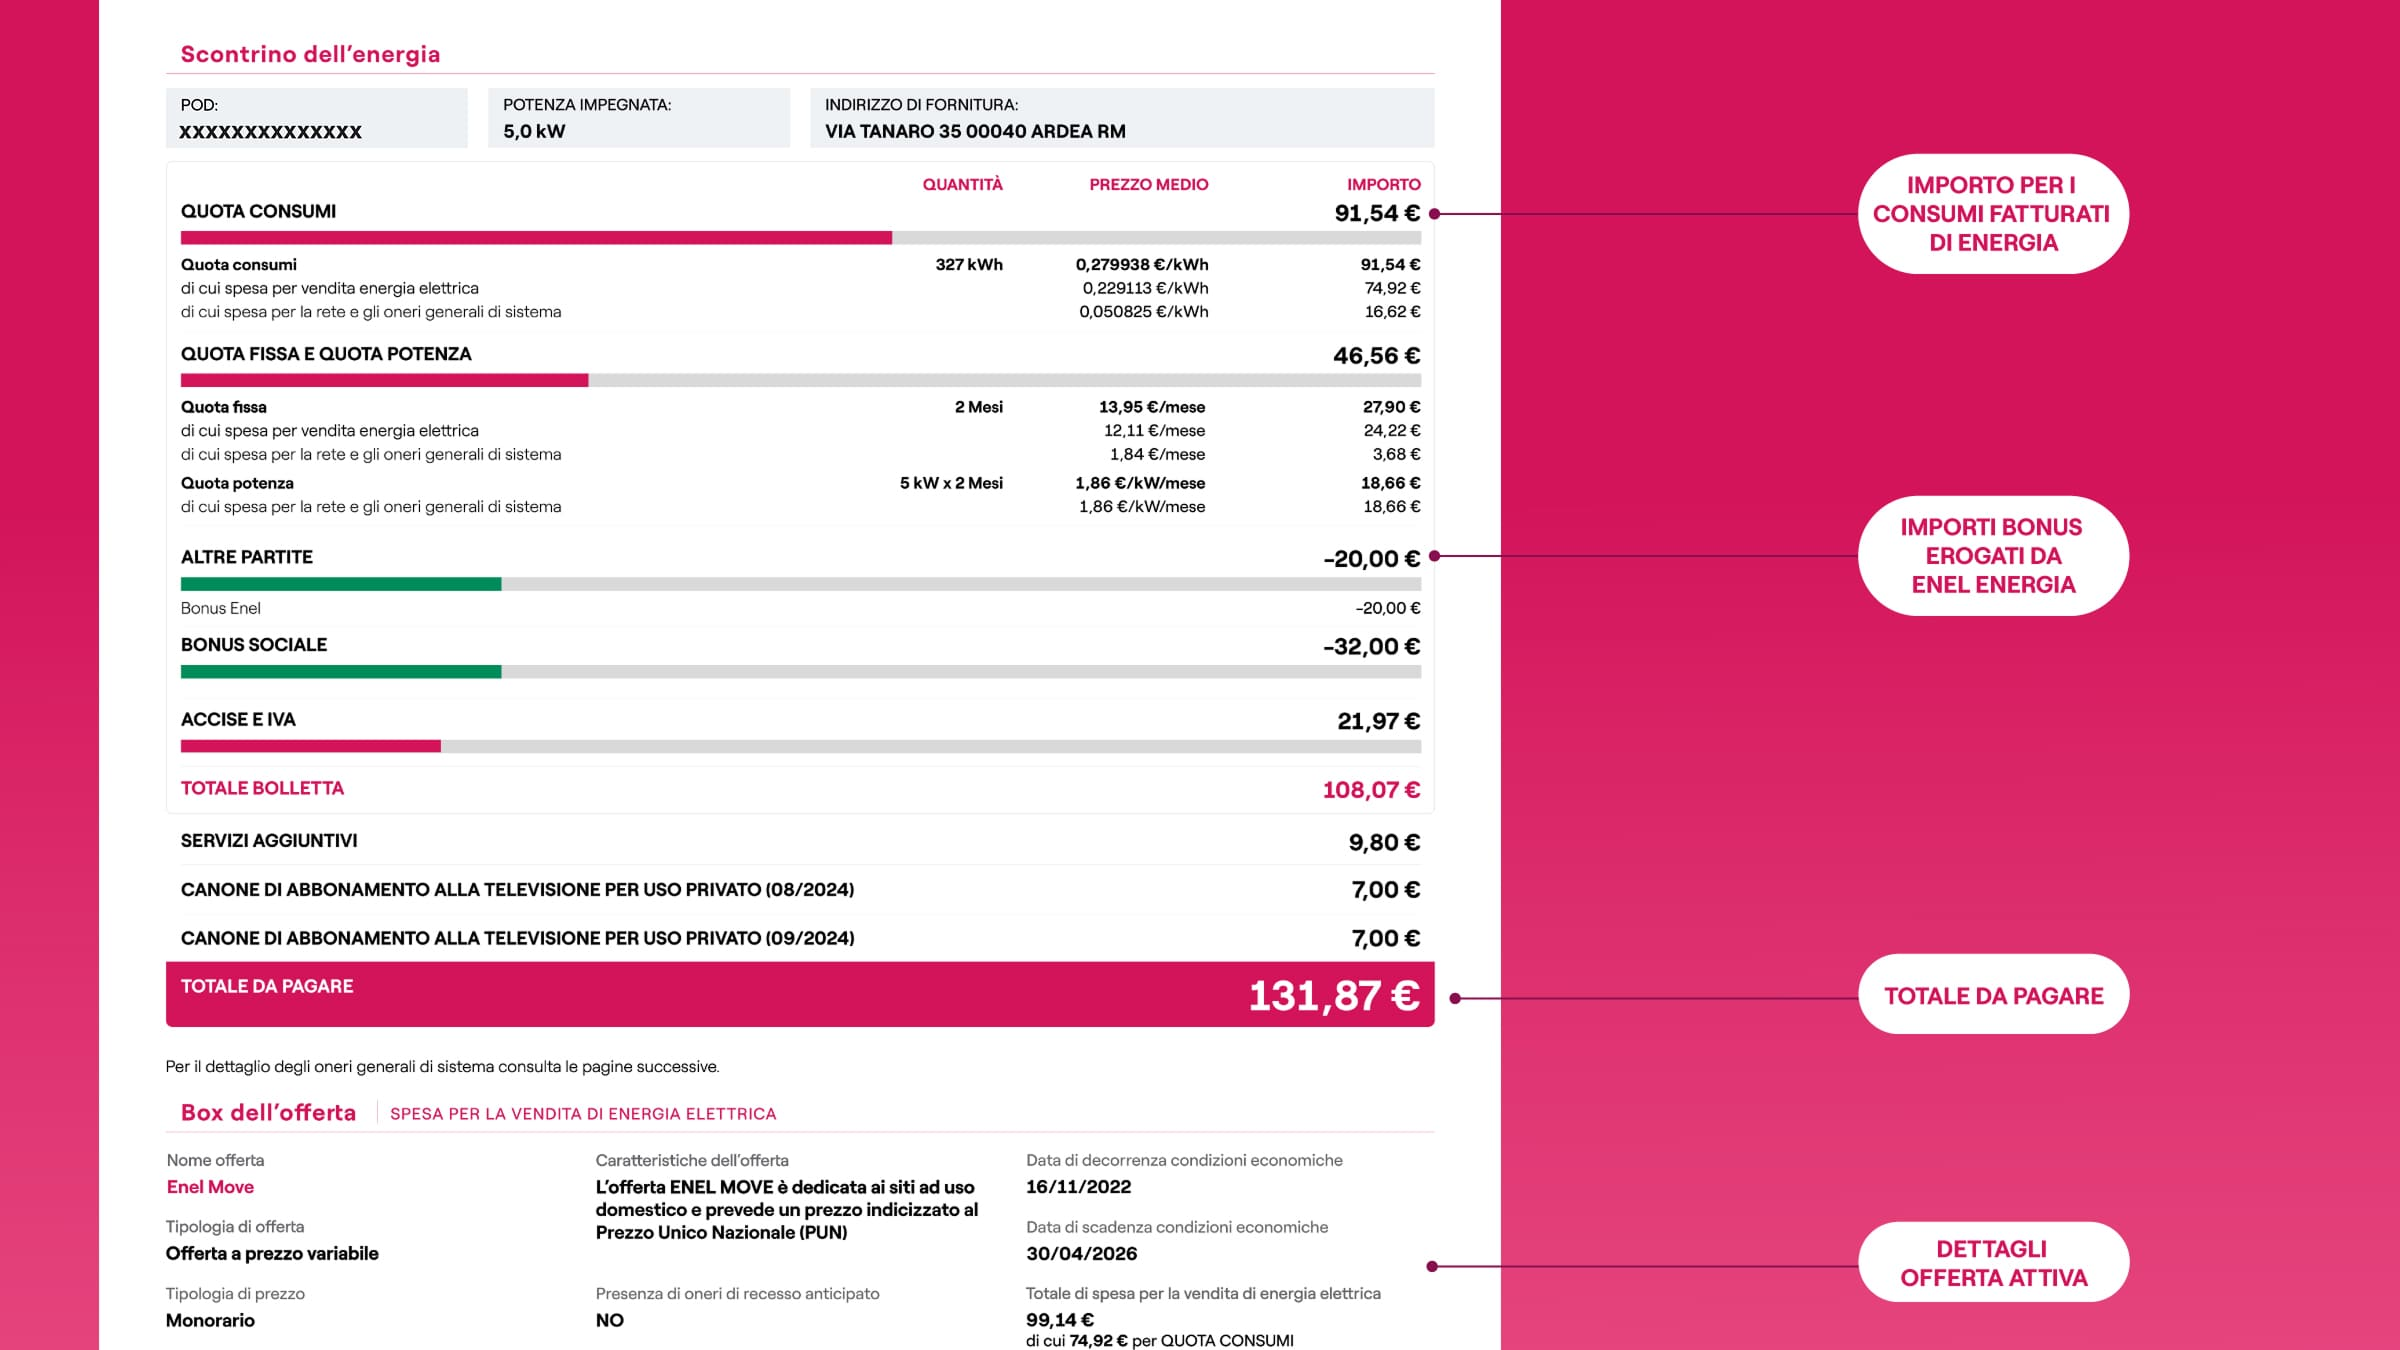 Scontrino dell'energia
POD:
XXXXXXXXXXXXXX
POTENZA IMPEGNATA:
5,0 kW
INDIRIZZO DI FORNITURA:
VIA TANARO 35 00040 ARDEA RM
QUANTITÀ PREZZO MEDIO IMPORTO
QUOTA CONSUMI 91,54 €
Quota consumi 327 kWh 0,279938 €/kWh 91,54 €
di cui spesa per vendita energia elettrica 0,229113 €/kWh 74,92 €
di cui spesa per la rete e gli oneri generali di sistema 0,050825 €/kWh 16,62 €
QUOTA FISSA E QUOTA POTENZA 46,56 €
Quota fissa 2 Mesi 13,95 €/mese 27,90 €
di cui spesa per vendita energia elettrica 12,11 €/mese 24,22 €
di cui spesa per la rete e gli oneri generali di sistema 1,84 €/mese 3,68 €
Quota potenza 5 kW x 2 Mesi 1,86 €/kW/mese 18,66 €
di cui spesa per la rete e gli oneri generali di sistema 1,86 €/kW/mese 18,66 €
ALTRE PARTITE -20,00 €
Bonus Enel -20,00 €
BONUS SOCIALE -32,00 €
ACCISE E IVA 21,97 €
TOTALE BOLLETTA 108,07 €
SERVIZI AGGIUNTIVI 9,80 €
CANONE DI ABBONAMENTO ALLA TELEVISIONE PER USO PRIVATO (08/2024) 7,00 €
CANONE DI ABBONAMENTO ALLA TELEVISIONE PER USO PRIVATO (09/2024) 7,00 €
TOTALE DA PAGARE 131,87 €
Per il dettaglio degli oneri generali di sistema consulta le pagine successive.
Box dell'offerta SPESA PER LA VENDITA DI ENERGIA ELETTRICA
Nome offerta
Enel Move
Tipologia di offerta
Offerta a prezzo variabile
Tipologia di prezzo
Monorario
Caratteristiche dell'offerta
L'offerta ENEL MOVE è dedicata ai siti ad uso
domestico e prevede un prezzo indicizzato al
Prezzo Unico Nazionale (PUN)
Presenza di oneri di recesso anticipato
NO
Data di decorrenza condizioni economiche
16/11/2022
Data di scadenza condizioni economiche
30/04/2026
Totale di spesa per la vendita di energia elettrica
99,14 €
di cui 74,92 € per QUOTA CONSUMI
IMPORTO PER I
CONSUMI FATTURATI
DI ENERGIA
IMPORTI BONUS
EROGATI DA
ENEL ENERGIA
TOTALE DA PAGARE
DETTAGLI
OFFERTA ATTIVA